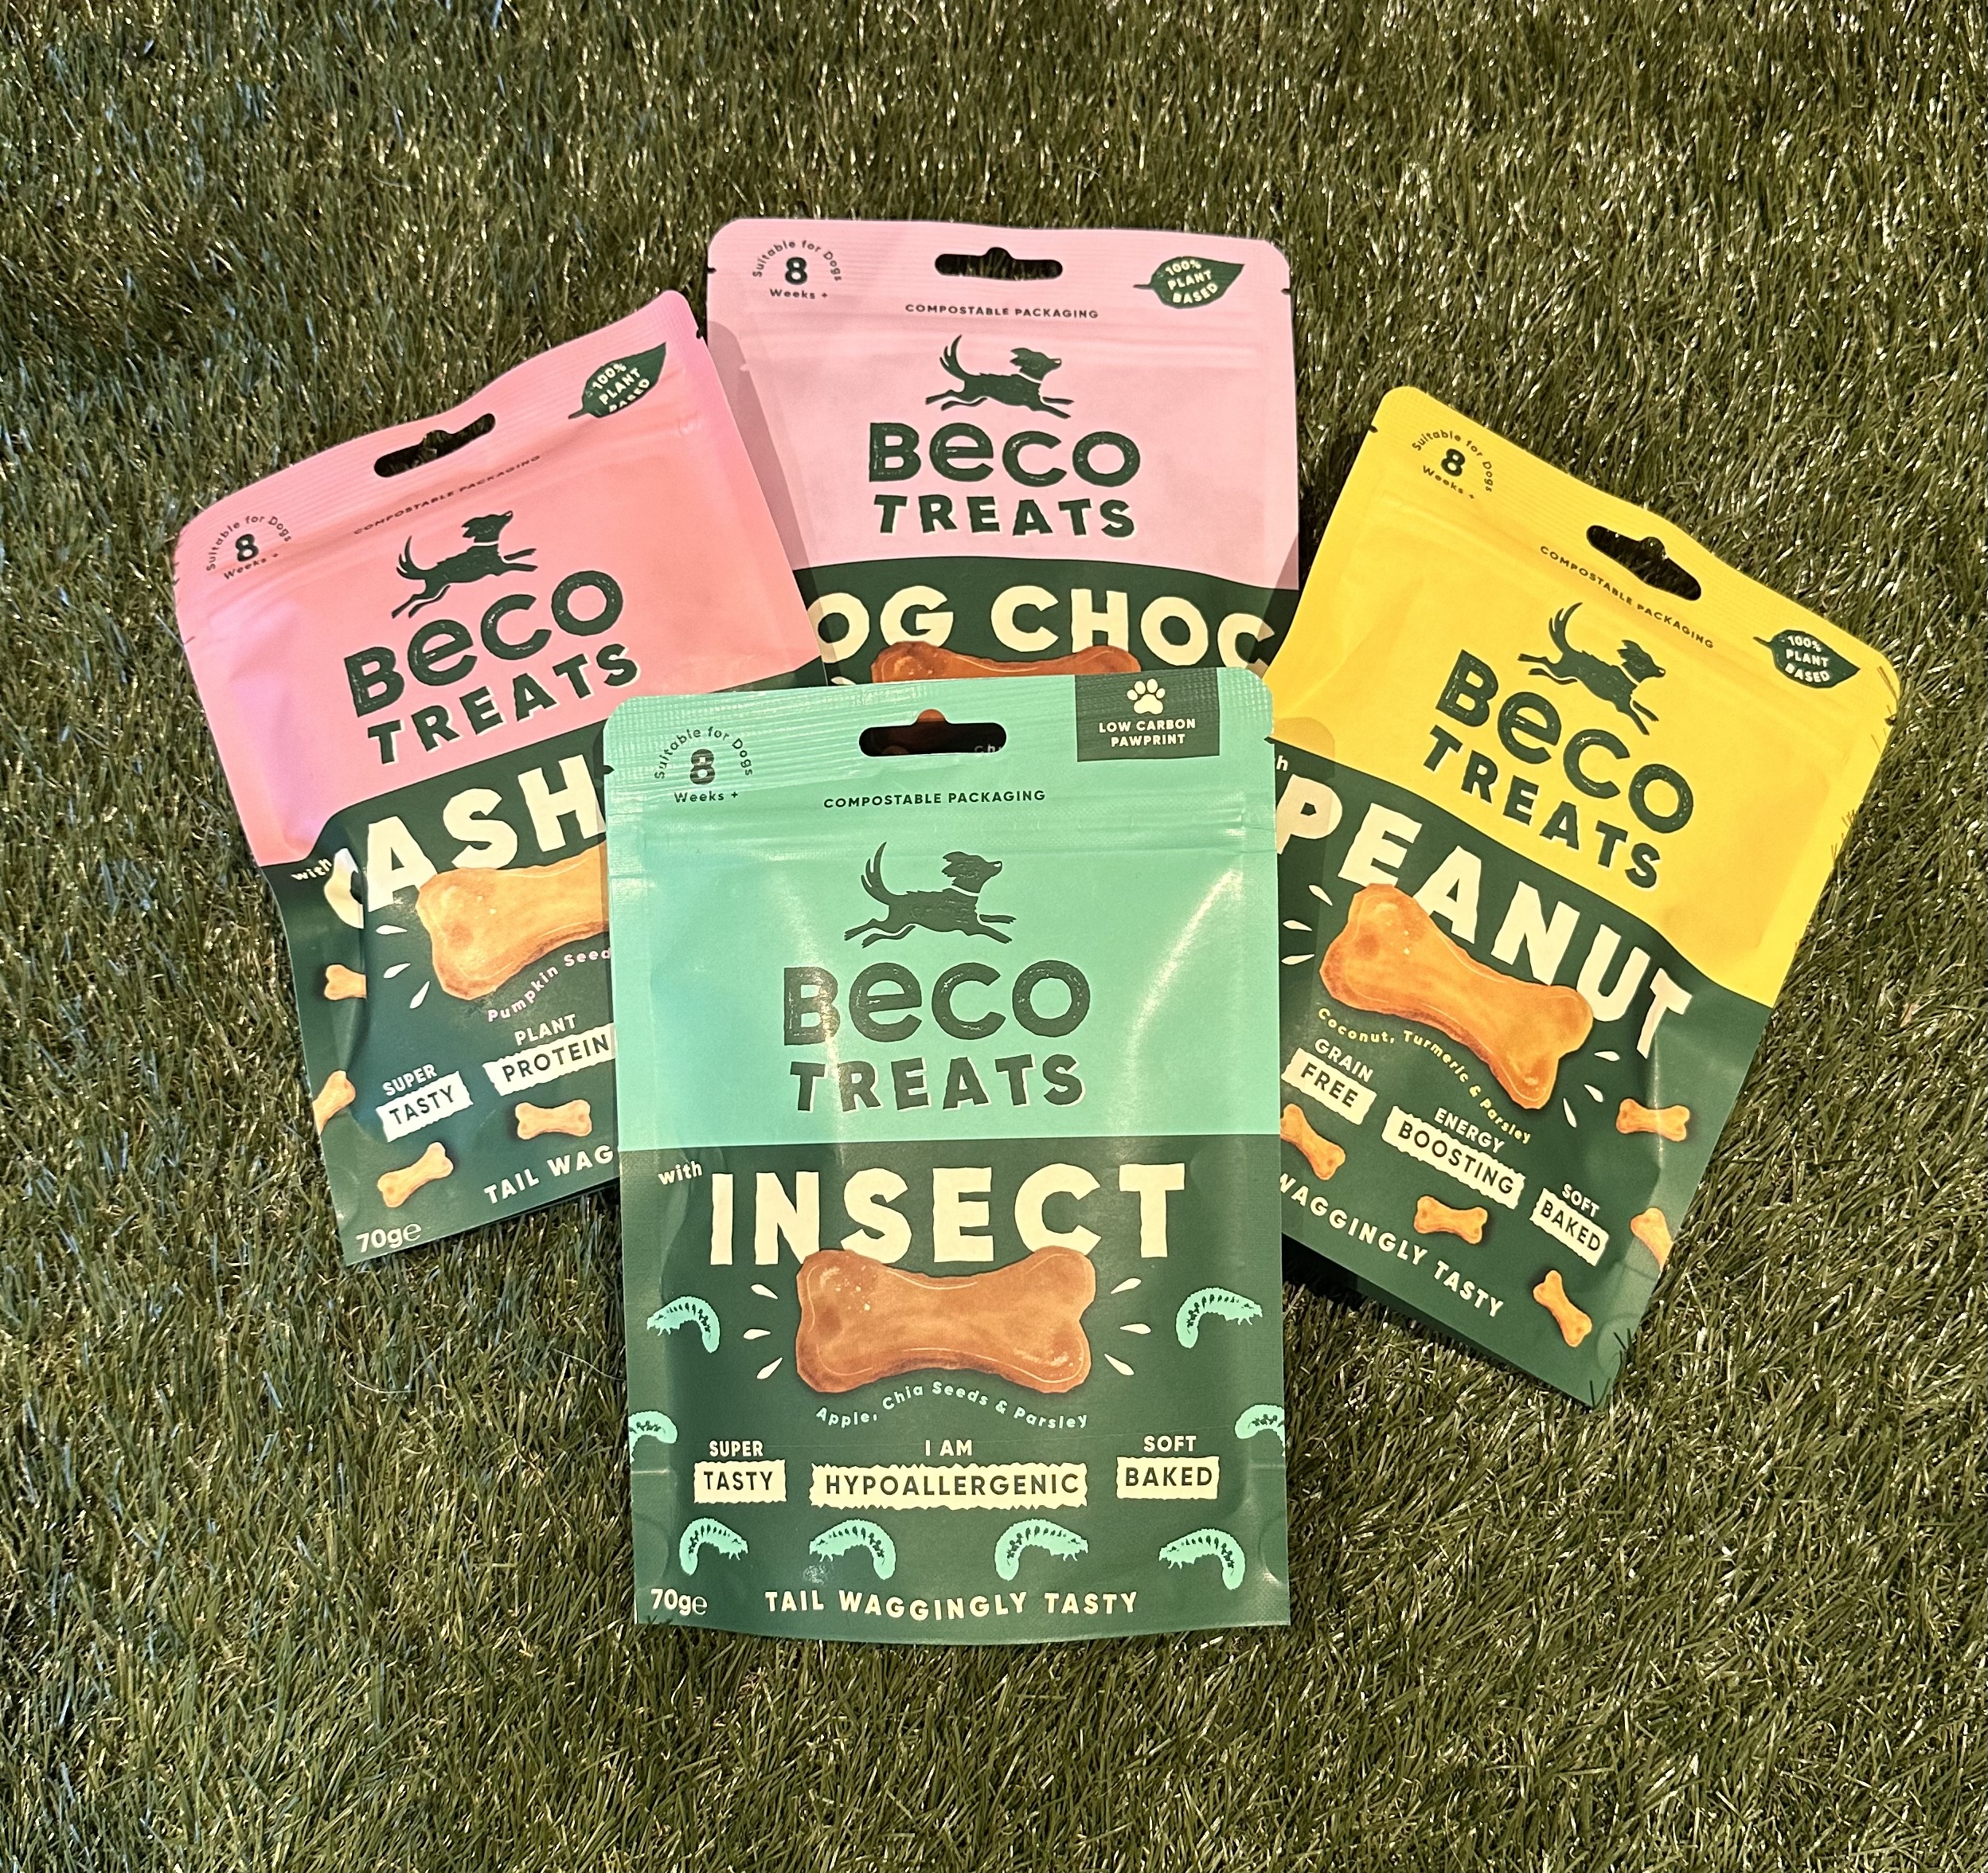 Suitable for Dogs
8
Weeks +
100%
PLANT
BASED
COMPOSTABLE PACKAGING
BECO
TREATS
OG CHOC
Suitable for Dogs
8
Weeks +
100%
PLANT
BASED
COMPOSTABLE PACKAGING
BECO
TREATS
with
CASH
Pumpkin Seed
SUPER
TASTY
PLANT
PROTEIN
TAIL WAG
70g℮
Suitable for Dogs
8
Weeks +
COMPOSTABLE PACKAGING
100%
PLANT
BASED
BECO
TREATS
PEANUT
Coconut, Turmeric & Parsley
GRAIN
FREE
ENERGY
BOOSTING
SOFT
BAKED
WAGGINGLY TASTY
Suitable for Dogs
8
Weeks +
LOW CARBON
PAWPRINT
COMPOSTABLE PACKAGING
BECO
TREATS
with INSECT
Apple, Chia Seeds & Parsley
SUPER
TASTY
I AM
HYPOALLERGENIC
SOFT
BAKED
70g℮
TAIL WAGGINGLY TASTY